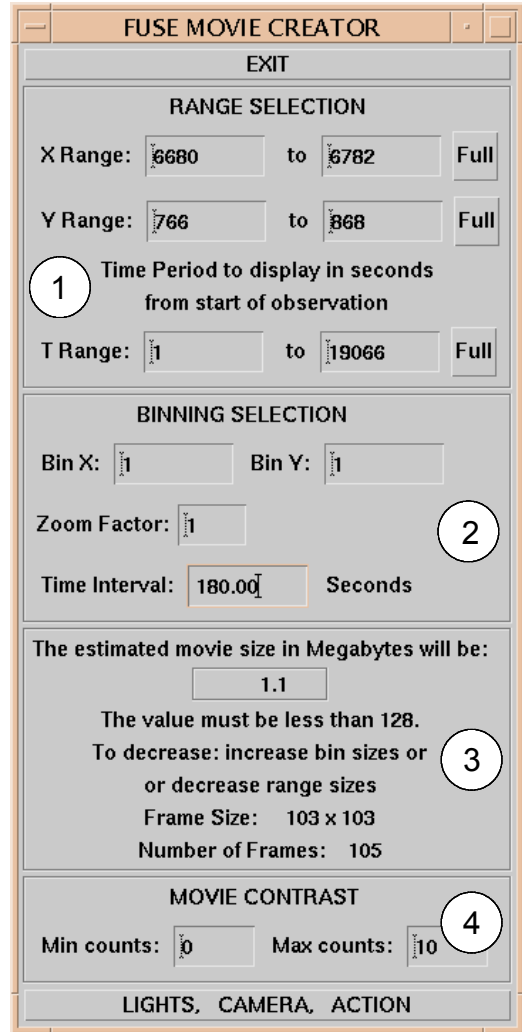 FUSE MOVIE CREATOR
EXIT
RANGE SELECTION
X Range: 6680 to 6782 Full
Y Range: 766 to 868 Full
1
Time Period to display in seconds
from start of observation
T Range: 1 to 19066 Full
BINNING SELECTION
Bin X: 1 Bin Y: 1
Zoom Factor: 1
2
Time Interval: 180.00 Seconds
The estimated movie size in Megabytes will be:
1.1
The value must be less than 128.
To decrease: increase bin sizes or
3
or decrease range sizes
Frame Size: 103 x 103
Number of Frames: 105
MOVIE CONTRAST
4
Min counts: 0 Max counts: 10
LIGHTS, CAMERA, ACTION